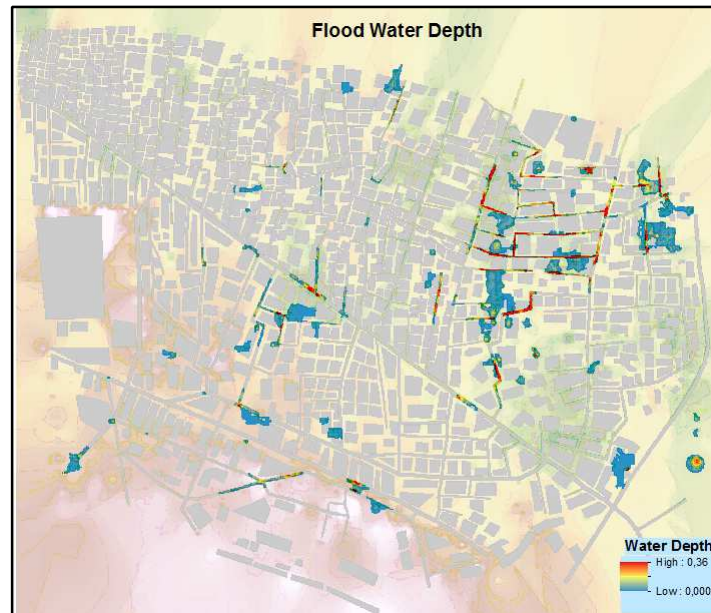 Flood Water Depth
Water Depth
High : 0,36
Low : 0,000